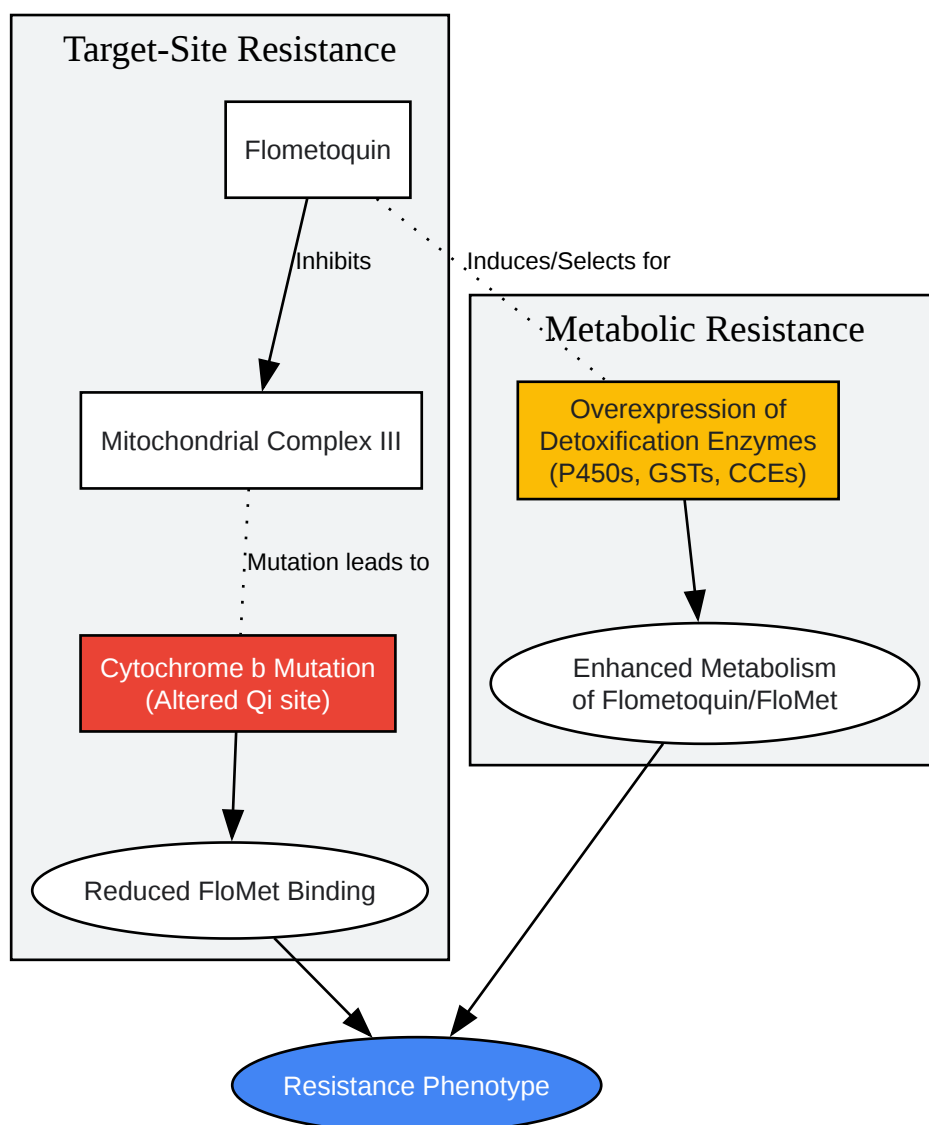 Target-Site Resistance
Flometoquin
Inhibits
Induces/Selects for
Metabolic Resistance
Mitochondrial Complex III
Overexpression of
Detoxification Enzymes
(P450s, GSTs, CCEs)
Mutation leads to
Cytochrome b Mutation
(Altered Qi site)
Enhanced Metabolism
of Flometoquin/FloMet
Reduced FloMet Binding
Resistance Phenotype